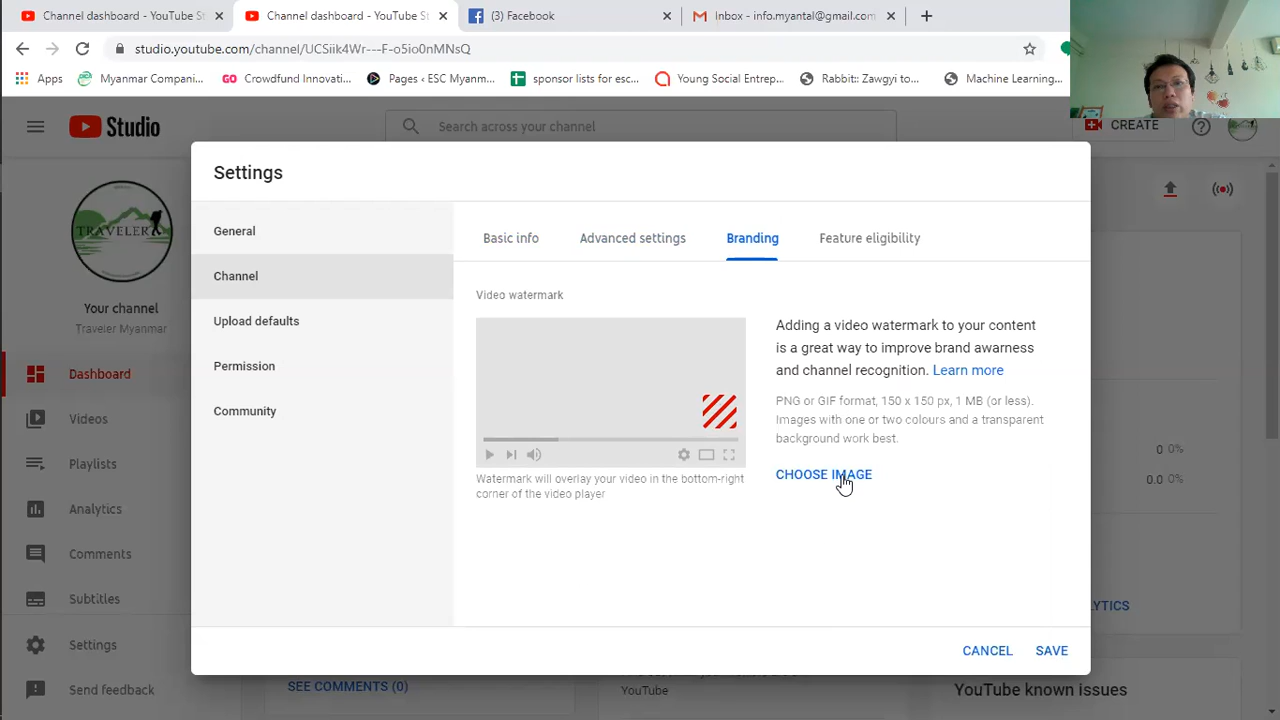 Channel dashboard - YouTube St
Channel dashboard - YouTube St
(3) Facebook
Inbox - info.myantal@gmail.com
studio.youtube.com/channel/UCSiik4Wr---F-o5io0nMNsQ
Apps
Myanmar Compani...
GO Crowdfund Innovati...
Pages ‹ ESC Myanm...
sponsor lists for esc...
Young Social Entrep...
Rabbit:: Zawgyi to...
Machine Learning...
Studio
Search across your channel
CREATE
TRAVELER
Your channel
Traveler Myanmar
Dashboard
Videos
Playlists
Analytics
Comments
Subtitles
Settings
Send feedback
Settings
General
Channel
Upload defaults
Permission
Community
Basic info
Advanced settings
Branding
Feature eligibility
Video watermark
Watermark will overlay your video in the bottom-right
corner of the video player
Adding a video watermark to your content
is a great way to improve brand awarness
and channel recognition. Learn more
PNG or GIF format, 150 x 150 px, 1 MB (or less).
Images with one or two colours and a transparent
background work best.
CHOOSE IMAGE
CANCEL
SAVE
0 0%
0.0 0%
LYTICS
SEE COMMENTS (0)
YouTube
YouTube known issues